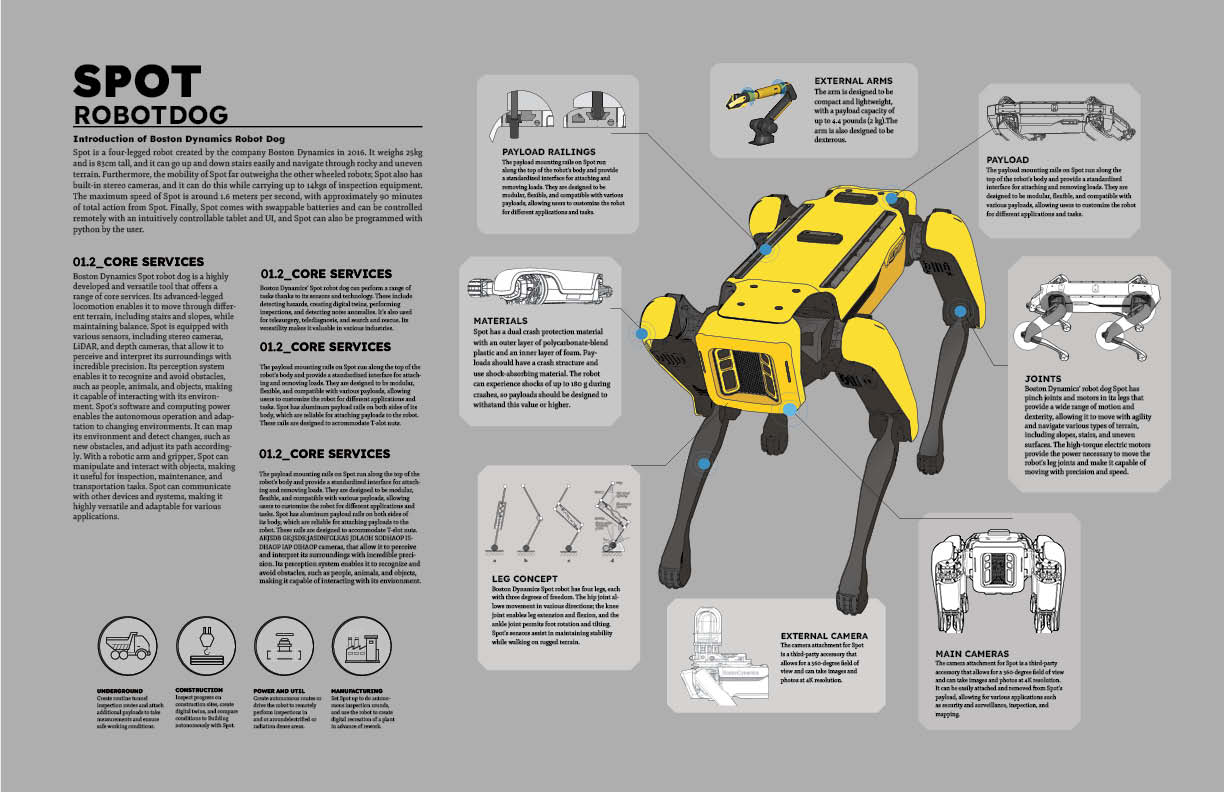 SPOT
ROBOTDOG
Introduction of Boston Dynamics Robot Dog
Spot is a four-legged robot created by the company Boston Dynamics in 2016. It weighs 25kg
and is 83cm tall, and it can go up and down stairs easily and navigate through rocky and uneven
terrain. Furthermore, the mobility of Spot far outweighs the other wheeled robots; Spot also has
built-in stereo cameras, and it can do this while carrying up to 14kgs of inspection equipment.
The maximum speed of Spot is around 1.6 meters per second, with approximately 90 minutes
of total action from Spot. Finally, Spot comes with swappable batteries and can be controlled
remotely with an intuitively controllable tablet and UI, and Spot can also be programmed with
python by the user.
01.2_CORE SERVICES
Boston Dynamics Spot robot dog is a highly
developed and versatile tool that offers a
range of core services. Its advanced-legged
locomotion enables it to move through differ-
ent terrain, including stairs and slopes, while
maintaining balance. Spot is equipped with
various sensors, including stereo cameras,
LiDAR, and depth cameras, that allow it to
perceive and interpret its surroundings with
incredible precision. Its perception system
enables it to recognize and avoid obstacles,
such as people, animals, and objects, making
it capable of interacting with its environ-
ment. Spot's software and computing power
enables the autonomous operation and adap-
tation to changing environments. It can map
its environment and detect changes, such as
new obstacles, and adjust its path according-
ly. With a robotic arm and gripper, Spot can
manipulate and interact with objects, making
it useful for inspection, maintenance, and
transportation tasks. Spot can communicate
with other devices and systems, making it
highly versatile and adaptable for various
applications.
01.2_CORE SERVICES
Boston Dynamics' Spot robot dog can perform a range of
tasks thanks to its sensors and technology. These include
detecting hazards, creating digital twins, performing
inspections, and detecting noise anomalies. It's also used
for telesurgery, telediagnosis, and search and rescue. Its
versatility makes it valuable in various industries.
01.2_CORE SERVICES
The payload mounting rails on Spot run along the top of the
robot's body and provide a standardized interface for attach-
ing and removing loads. They are designed to be modular,
flexible, and compatible with various payloads, allowing
users to customize the robot for different applications and
tasks. Spot has aluminum payload rails on both sides of its
body, which are reliable for attaching payloads to the robot.
These rails are designed to accommodate T-slot nuts.
01.2_CORE SERVICES
The payload mounting rails on Spot run along the top of the
robot's body and provide a standardized interface for attach-
ing and removing loads. They are designed to be modular,
flexible, and compatible with various payloads, allowing
users to customize the robot for different applications and
tasks. Spot has aluminum payload rails on both sides of
its body, which are reliable for attaching payloads to the
robot. These rails are designed to accommodate T-slot nuts.
cameras, that allow it to perceive
and interpret its surroundings with incredible preci-
sion. Its perception system enables it to recognize and
avoid obstacles, such as people, animals, and objects,
making it capable of interacting with its environment.
UNDERGROUND
Create routine tunnel
inspection routes and attach
additional payloads to take
measurements and ensure
safe working conditions.
CONSTRUCTION
Inspect progress on
construction sites, create
digital twins, and compare
conditions to Building
autonomously with Spot.
POWER AND UTIL
Create autonomous routes or
drive the robot to remotely
perform inspections in
and or aroundeletrified or
radiation dense areas.
MANUFACTURING
Set Spot up to do auton-
omous inspection rounds,
and use the robot to create
digital recreation of a plant
in advance of rework.
PAYLOAD RAILINGS
The payload mounting rails on Spot run
along the top of the robot's body and provide
a standardized interface for attaching and
removing loads. They are designed to be
modular, flexible, and compatible with various
payloads, allowing users to customize the robot
for different applications and tasks.
MATERIALS
Spot has a dual crash protection material
with an outer layer of polycarbonate-blend
plastic and an inner layer of foam. Pay-
loads should have a crash structure and
use shock-absorbing material. The robot
can experience shocks of up to 180 g during
crashes, so payloads should be designed to
withstand this value or higher.
a b c d
LEG CONCEPT
Boston Dynamics Spot robot has four legs, each
with three degrees of freedom. The hip joint al-
lows movement in various directions; the knee
joint enables leg extension and flexion, and the
ankle joint permits foot rotation and tilting.
Spot's sensors assist in maintaining stability
while walking on rugged terrain.
EXTERNAL ARMS
The arm is designed to be
compact and lightweight,
with a payload capacity of
up to 4.4 pounds (2 kg).The
arm is also designed to be
dexterous.
PAYLOAD
The payload mounting rails on Spot run along the
top of the robot's body and provide a standardized
interface for attaching and removing loads. They are
designed to be modular, flexible, and compatible with
various payloads, allowing users to customize the robot
for different applications and tasks.
JOINTS
Boston Dynamics' robot dog Spot has
pinch joints and motors in its legs that
provide a wide range of motion and
dexterity, allowing it to move with agility
and navigate various types of terrain,
including slopes, stairs, and uneven
surfaces. The high-torque electric motors
provide the power necessary to move the
robot's leg joints and make it capable of
moving with precision and speed.
EXTERNAL CAMERA
The camera attachment for Spot
is a third-party accessory that
allows for a 360-degree field of
view and can take images and
photos at 4K resolution.
BostonDynamics
MAIN CAMERAS
The camera attachment for Spot is a third-party
accessory that allows for a 360-degree field of view
and can take images and photos at 4K resolution.
It can be easily attached and removed from Spot's
payload, allowing for various applications such
as security and surveillance, inspection, and
mapping.